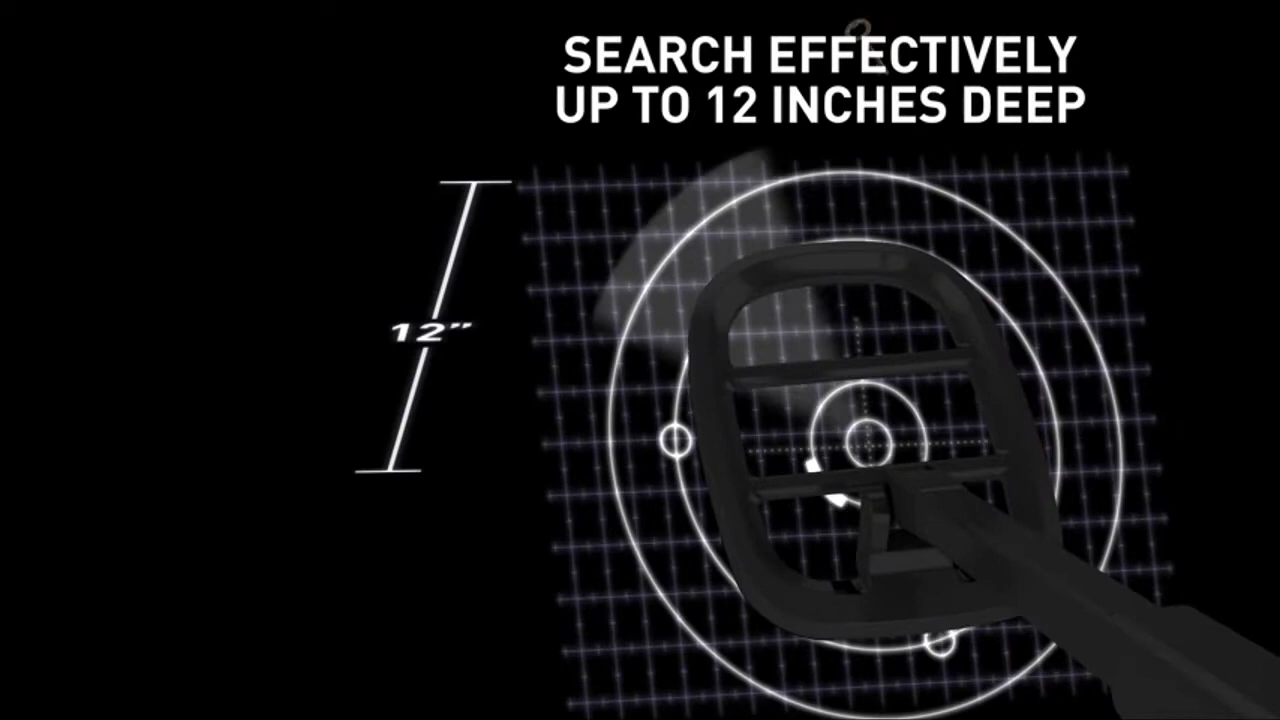 SEARCH EFFECTIVELY
UP TO 12 INCHES DEEP
12”